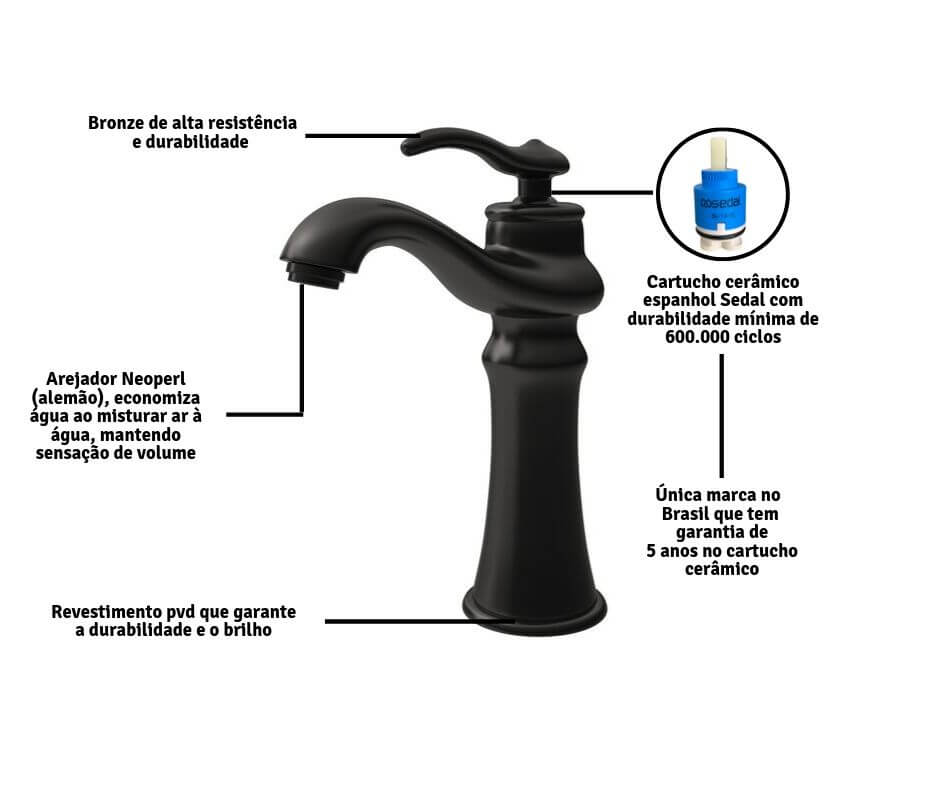 Bronze de alta resistência
e durabilidade
sedal
Cartucho cerâmico
espanhol Sedal com
durabilidade mínima de
600.000 ciclos
Arejador Neoperl
(alemão), economiza
água ao misturar ar à
água, mantendo
sensação de volume
Única marca no
Brasil que tem
garantia de
5 anos no cartucho
cerâmico
Revestimento pvd que garante
a durabilidade e o brilho